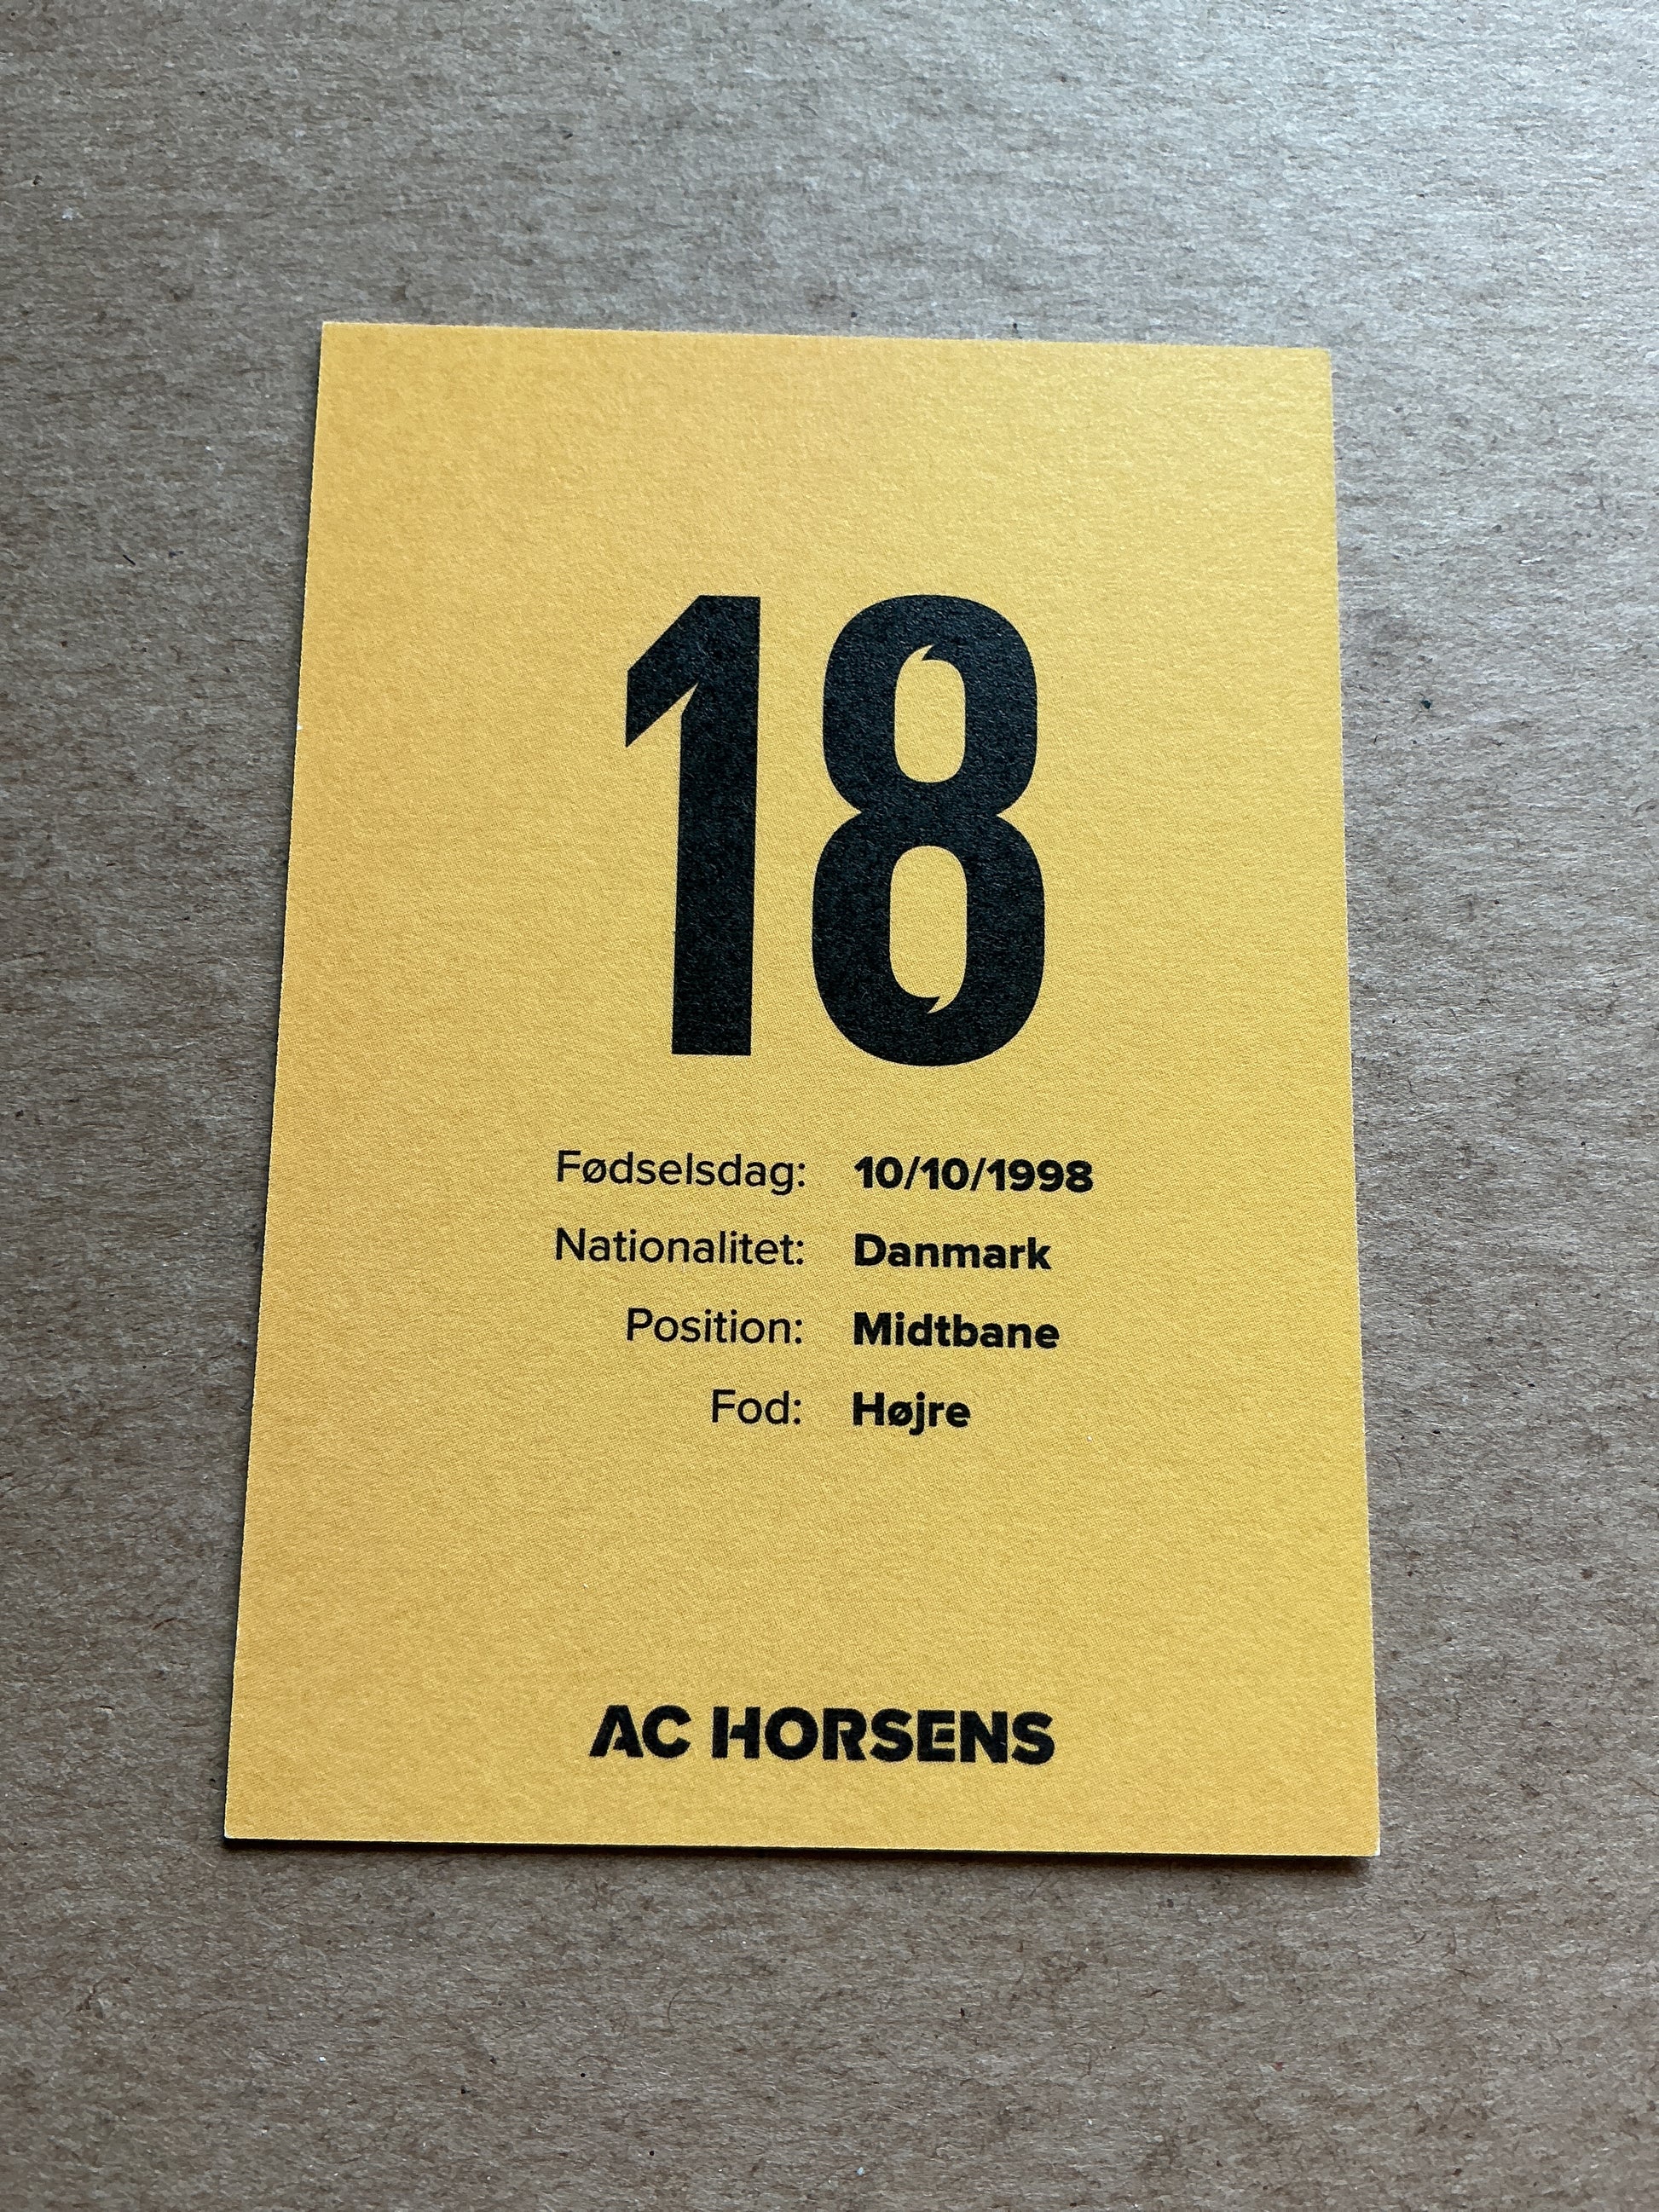 18
Fødselsdag: 10/10/1998
Nationalitet: Danmark
Position: Midtbane
Fod: Højre
AC HORSENS